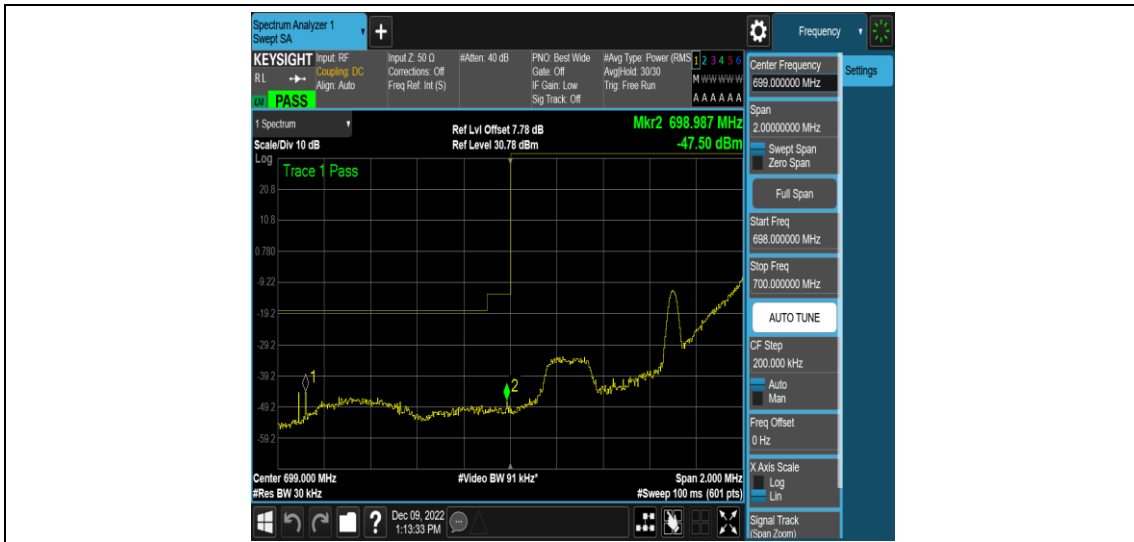 Spectrum Analyzer 1
Swept SA
+
Frequency
KEYSIGHT
RL
PASS
Input: RF
Coupling: DC
Align: Auto
Input Z: 50 Ω
Corrections: Off
Freq Ref: Int (S)
#Atten: 40 dB
PNO: Best Wide
Gate: Off
IF Gain: Low
Sig Track: Off
#Avg Type: Power (RMS
Avg|Hold: 30/30
Trig: Free Run
1 2 3 4 5 6
M W W W W W
A A A A A A
1 Spectrum
Scale/Div 10 dB
Ref Lvl Offset 7.78 dB
Ref Level 30.78 dBm
Mkr2 698.987 MHz
-47.50 dBm
Log
Trace 1 Pass
20.8
10.8
0.780
-9.22
-19.2
-29.2
-39.2
-49.2
-59.2
1
2
Center 699.000 MHz
#Res BW 30 kHz
#Video BW 91 kHz*
Span 2.000 MHz
#Sweep 100 ms (601 pts)
Center Frequency
699.000000 MHz
Settings
Span
2.00000000 MHz
Swept Span
Zero Span
Full Span
Start Freq
698.000000 MHz
Stop Freq
700.000000 MHz
AUTO TUNE
CF Step
200.000 kHz
Auto
Man
Freq Offset
0 Hz
X Axis Scale
Log
Lin
Signal Track
(Span Zoom)
?
Dec 09, 2022
1:13:33 PM